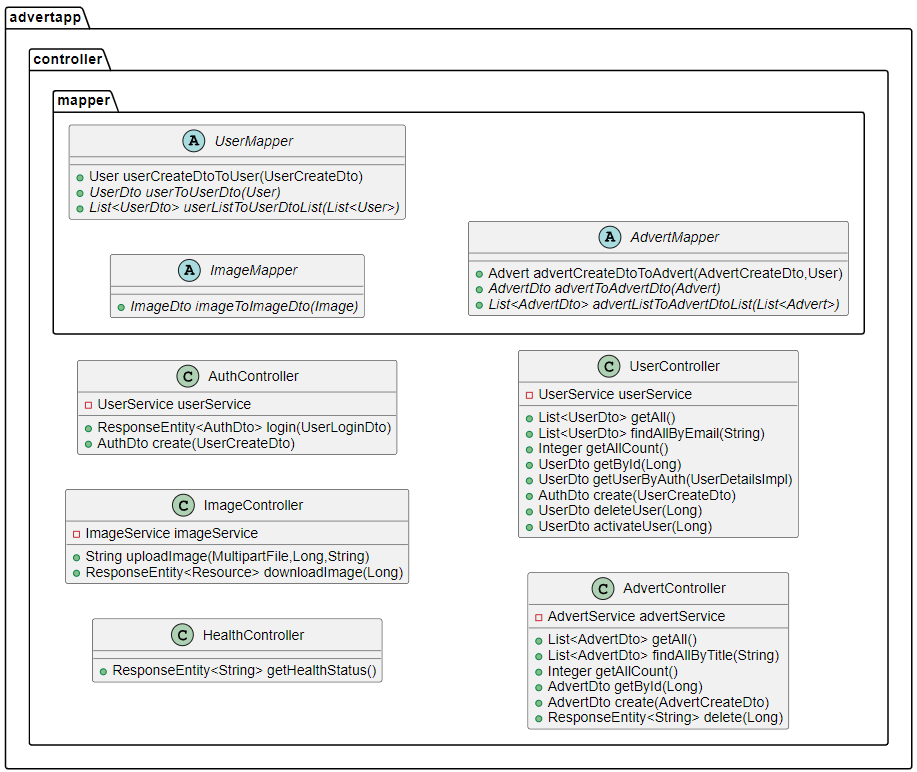 advertapp
controller
mapper
A UserMapper
User userCreateDtoToUser(UserCreateDto)
UserDto userToUserDto(User)
List<UserDto> userListToUserDtoList(List<User>)
A ImageMapper
ImageDto imageToImageDto(Image)
A AdvertMapper
Advert advertCreateDtoToAdvert(AdvertCreateDto,User)
AdvertDto advertToAdvertDto(Advert)
List<AdvertDto> advertListToAdvertDtoList(List<Advert>)
C AuthController
UserService userService
ResponseEntity<AuthDto> login(UserLoginDto)
AuthDto create(UserCreateDto)
C ImageController
ImageService imageService
String uploadImage(MultipartFile,Long,String)
ResponseEntity<Resource> downloadImage(Long)
C HealthController
ResponseEntity<String> getHealthStatus()
C UserController
UserService userService
List<UserDto> getAll()
List<UserDto> findAllByEmail(String)
Integer getAllCount()
UserDto getById(Long)
UserDto getUserByAuth(UserDetailsImpl)
AuthDto create(UserCreateDto)
UserDto deleteUser(Long)
UserDto activateUser(Long)
C AdvertController
AdvertService advertService
List<AdvertDto> getAll()
List<AdvertDto> findAllByTitle(String)
Integer getAllCount()
AdvertDto getById(Long)
AdvertDto create(AdvertCreateDto)
ResponseEntity<String> delete(Long)